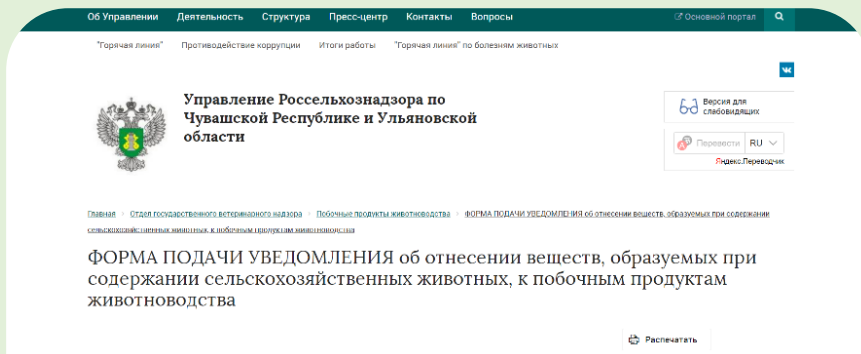 Об Управлении Деятельность Структура Пресс-центр Контакты Вопросы Основной портал
"Горячая линия" Противодействие коррупции Итоги работы "Горячая линия" по болезням животных
Управление Россельхознадзора по
Чувашской Республике и Ульяновской
области
Версия для
слабовидящих
Перевести RU
Яндекс.Переводчик
Главная Отдел государственного ветеринарного надзора Побочные продукты животноводства ФОРМА ПОДАЧИ УВЕДОМЛЕНИЯ об отнесении веществ, образуемых при содержании
сельскохозяйственных животных, к побочным продуктам животноводства
ФОРМА ПОДАЧИ УВЕДОМЛЕНИЯ об отнесении веществ, образуемых при
содержании сельскохозяйственных животных, к побочным продуктам
животноводства
Распечатать